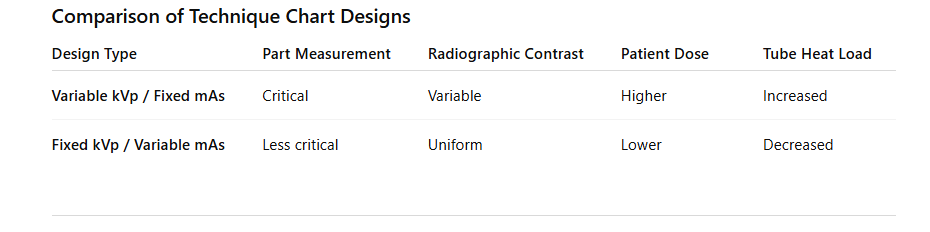 Comparison of Technique Chart Designs
Design Type Part Measurement Radiographic Contrast Patient Dose Tube Heat Load
Variable kVp / Fixed mAs Critical Variable Higher Increased
Fixed kVp / Variable mAs Less critical Uniform Lower Decreased